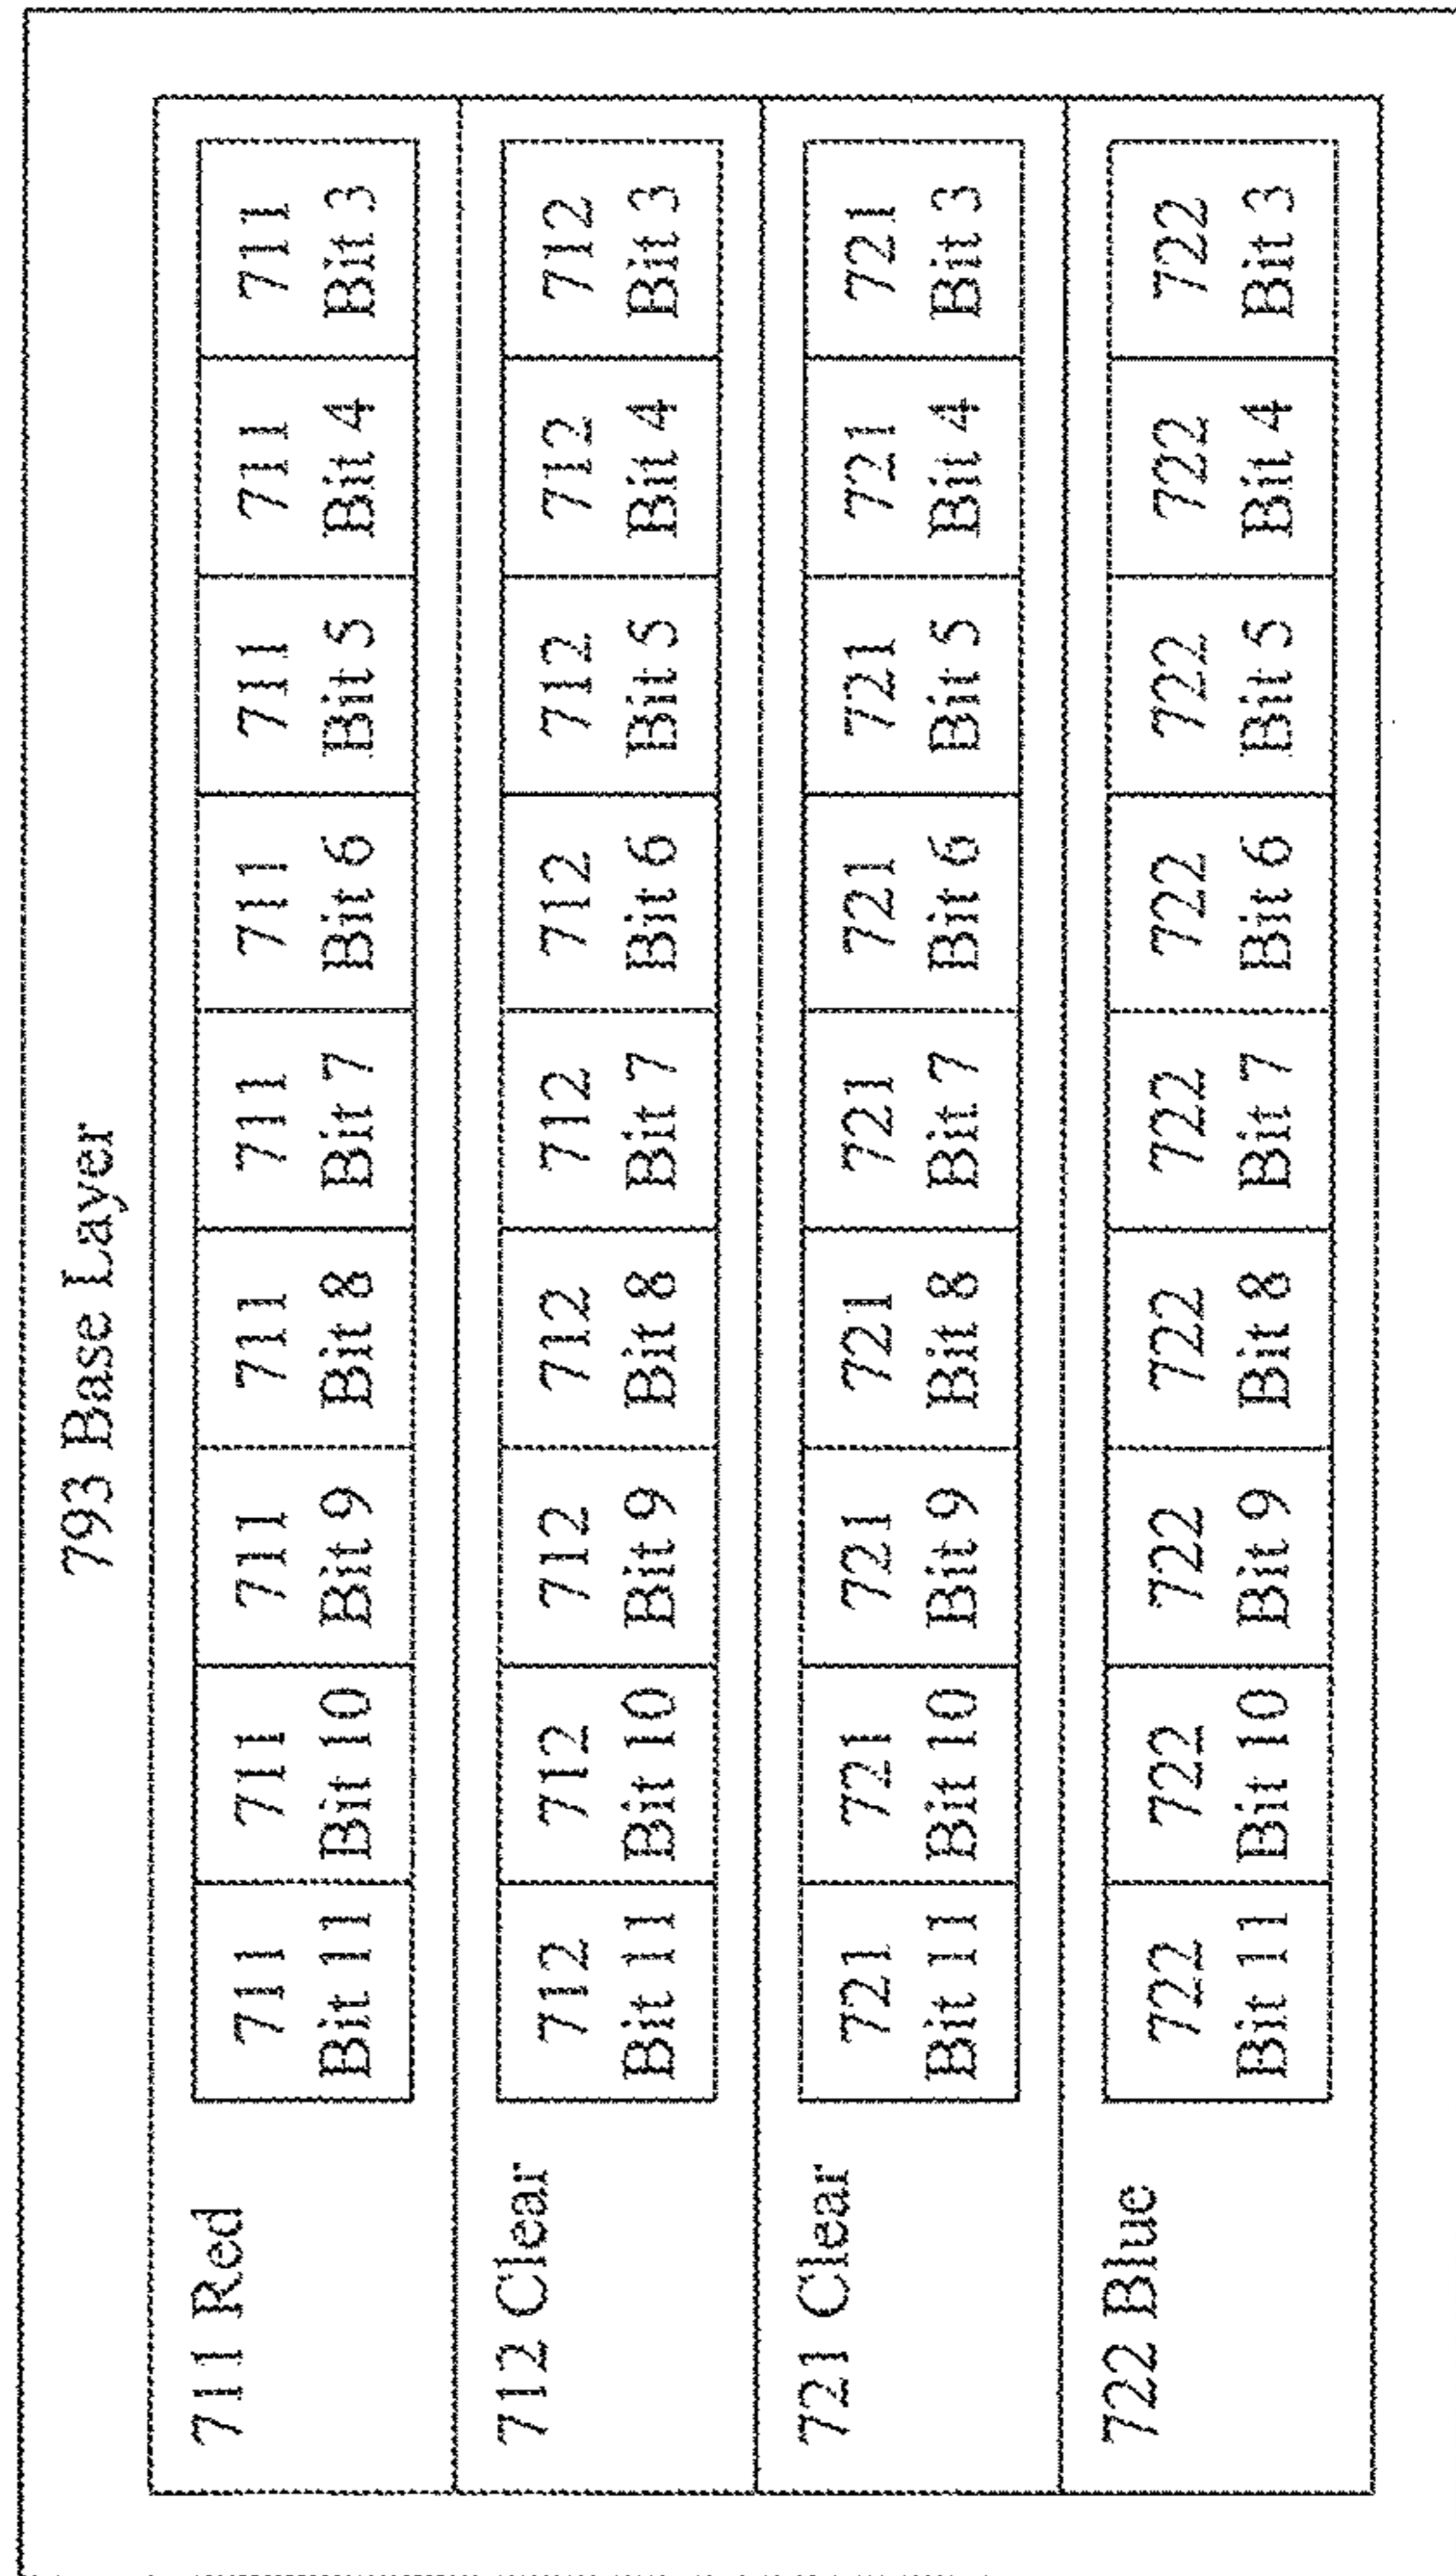 793 Base Layer
711 Red
711 Bit 11
711 Bit 10
711 Bit 9
711 Bit 8
711 Bit 7
711 Bit 6
711 Bit 5
711 Bit 4
711 Bit 3
712 Clear
712 Bit 11
712 Bit 10
712 Bit 9
712 Bit 8
712 Bit 7
712 Bit 6
712 Bit 5
712 Bit 4
712 Bit 3
721 Clear
721 Bit 11
721 Bit 10
721 Bit 9
721 Bit 8
721 Bit 7
721 Bit 6
721 Bit 5
721 Bit 4
721 Bit 3
722 Blue
722 Bit 11
722 Bit 10
722 Bit 9
722 Bit 8
722 Bit 7
722 Bit 6
722 Bit 5
722 Bit 4
722 Bit 3